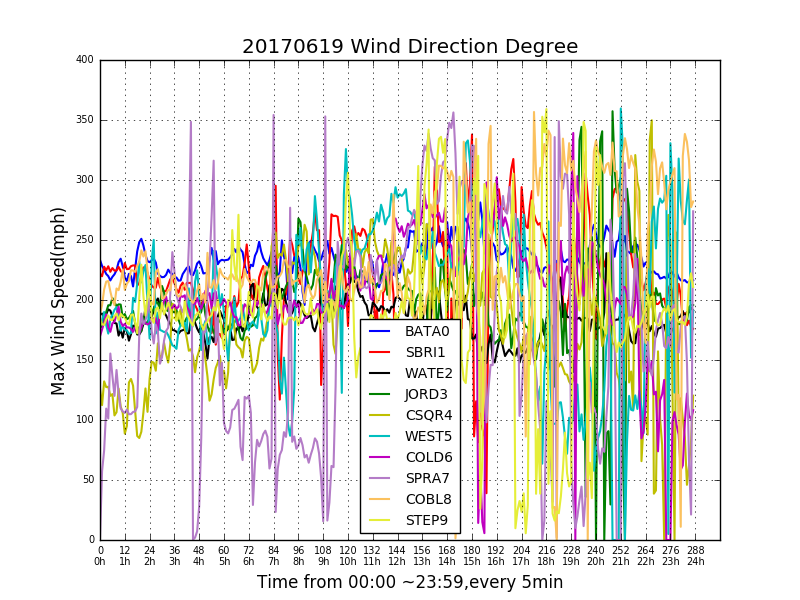 20170619 Wind Direction Degree
Max Wind Speed(mph)
400
350
300
250
200
150
100
50
0
BATA0
SBRI1
WATE2
JORD3
CSQR4
WEST5
COLD6
SPRA7
COBL8
STEP9
0 12 24 36 48 60 72 84 96 108 120 132 144 156 168 180 192 204 216 228 240 252 264 276 288
0h 1h 2h 3h 4h 5h 6h 7h 8h 9h 10h 11h 12h 13h 14h 15h 16h 17h 18h 19h 20h 21h 22h 23h 24h
Time from 00:00 ~23:59,every 5min